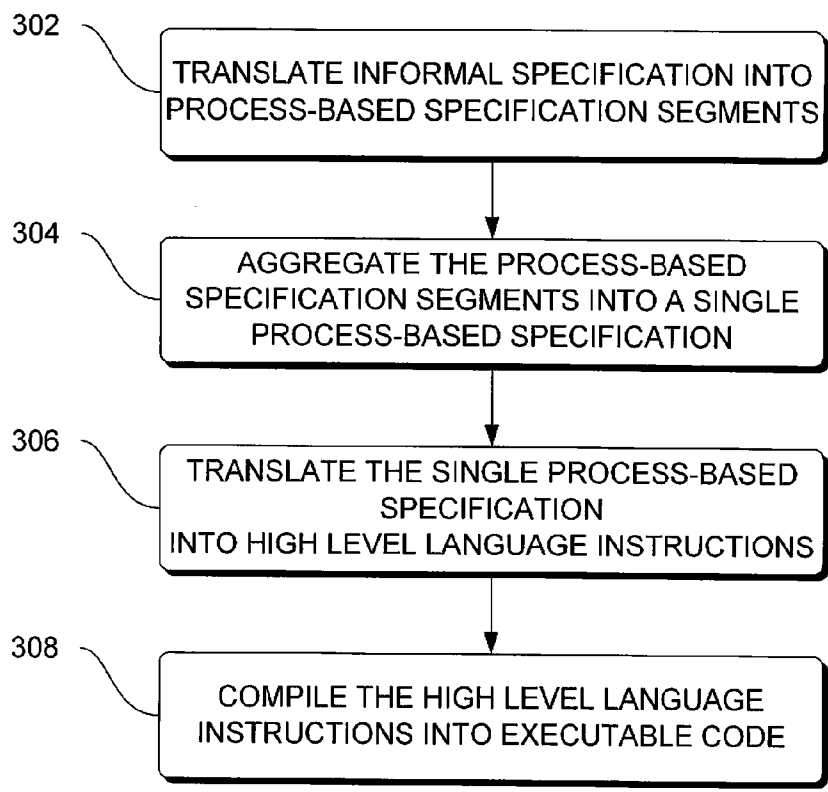 302
TRANSLATE INFORMAL SPECIFICATION INTO
PROCESS-BASED SPECIFICATION SEGMENTS
304
AGGREGATE THE PROCESS-BASED
SPECIFICATION SEGMENTS INTO A SINGLE
PROCESS-BASED SPECIFICATION
306
TRANSLATE THE SINGLE PROCESS-BASED
SPECIFICATION
INTO HIGH LEVEL LANGUAGE INSTRUCTIONS
308
COMPILE THE HIGH LEVEL LANGUAGE
INSTRUCTIONS INTO EXECUTABLE CODE